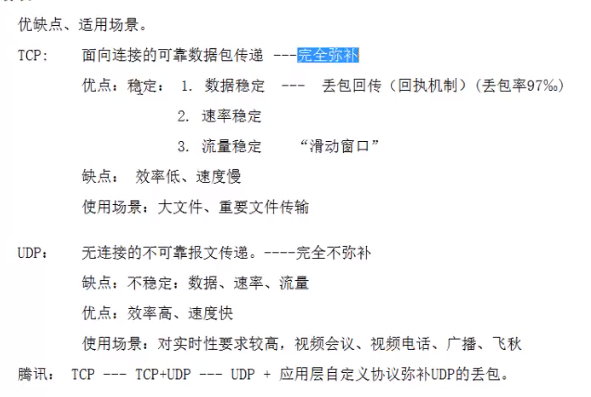 优缺点、适用场景。
TCP: 面向连接的可靠数据包传递 ---完全弥补
优点：稳定： 1. 数据稳定 --- 丢包回传（回执机制）(丢包率97‰)
2. 速率稳定
3. 流量稳定 “滑动窗口”
缺点： 效率低、速度慢
使用场景：大文件、重要文件传输
UDP: 无连接的不可靠报文传递。----完全不弥补
缺点：不稳定：数据、速率、流量
优点：效率高、速度快
使用场景：对实时性要求较高，视频会议、视频电话、广播、飞秋
腾讯： TCP --- TCP+UDP --- UDP + 应用层自定义协议弥补UDP的丢包。